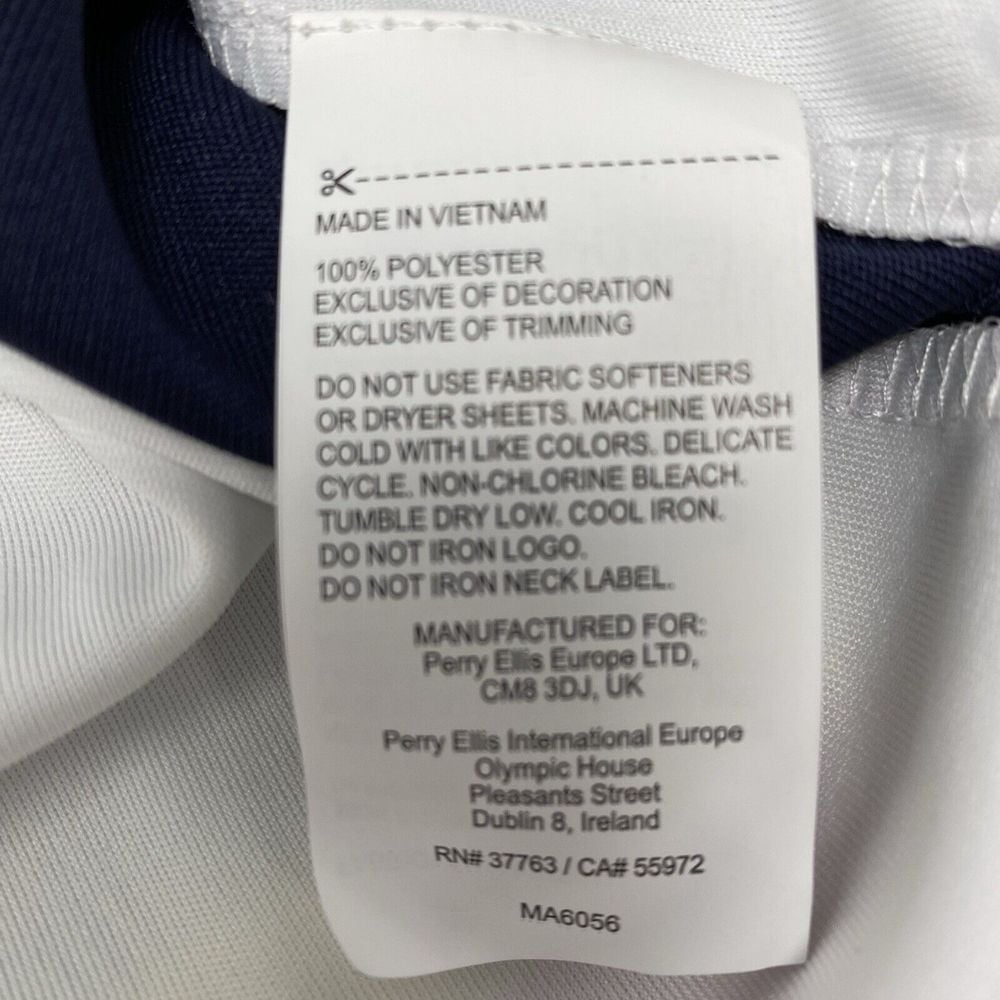 MADE IN VIETNAM
100% POLYESTER
EXCLUSIVE OF DECORATION
EXCLUSIVE OF TRIMMING
DO NOT USE FABRIC SOFTENERS
OR DRYER SHEETS. MACHINE WASH
COLD WITH LIKE COLORS. DELICATE
CYCLE. NON-CHLORINE BLEACH.
TUMBLE DRY LOW. COOL IRON.
DO NOT IRON LOGO.
DO NOT IRON NECK LABEL.
MANUFACTURED FOR:
Perry Ellis Europe LTD,
CM8 3DJ, UK
Perry Ellis International Europe
Olympic House
Pleasants Street
Dublin 8, Ireland
RN# 37763 / CA# 55972
MA6056